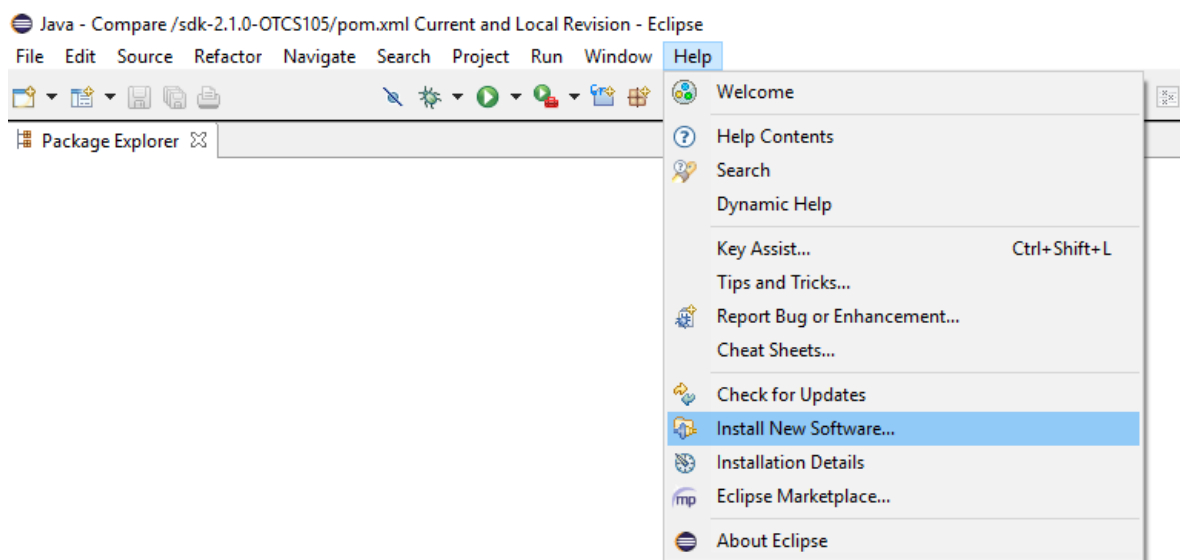 Java - Compare /sdk-2.1.0-OTCS105/pom.xml Current and Local Revision - Eclipse
File Edit Source Refactor Navigate Search Project Run Window Help
Package Explorer
Welcome
Help Contents
Search
Dynamic Help
Key Assist... Ctrl+Shift+L
Tips and Tricks...
Report Bug or Enhancement...
Cheat Sheets...
Check for Updates
Install New Software...
Installation Details
mp Eclipse Marketplace...
About Eclipse